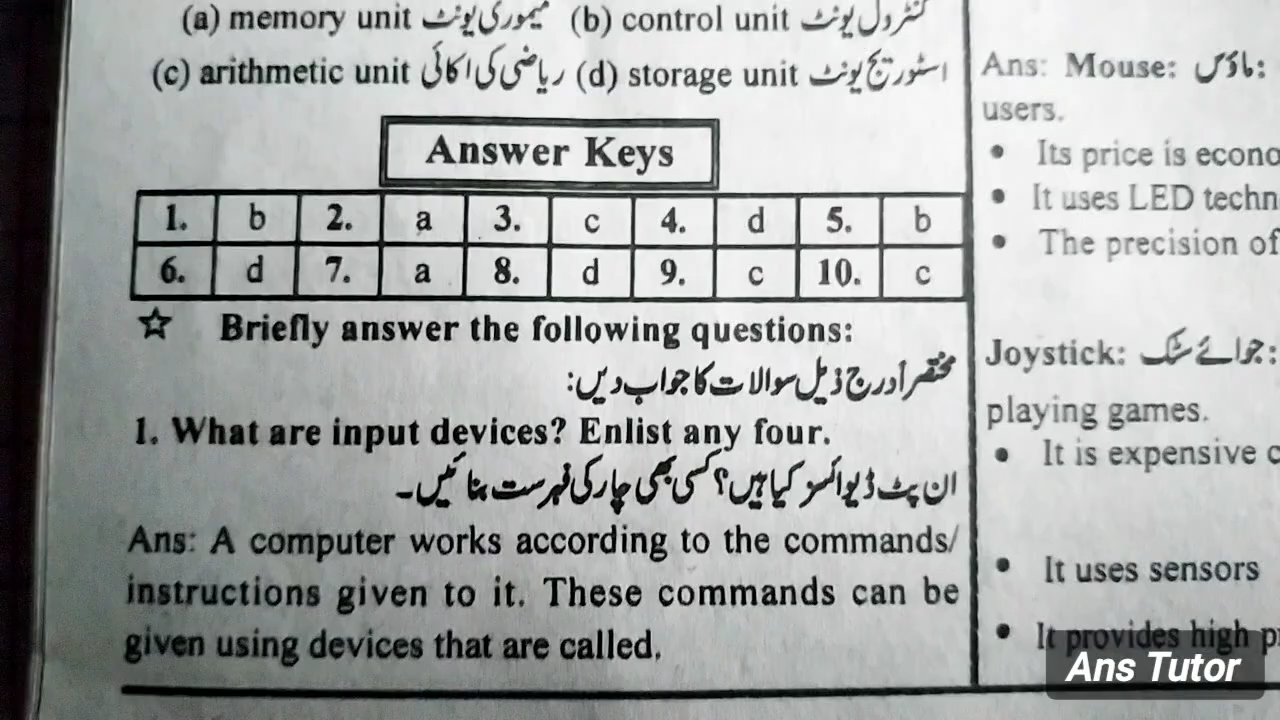 (a) memory unit میموری یونٹ (b) control unit کنٹرول یونٹ
(c) arithmetic unit ریاضی کی اکائی (d) storage unit اسٹوریج یونٹ
Answer Keys
1. b 2. a 3. c 4. d 5. b
6. d 7. a 8. d 9. c 10. c
☆ Briefly answer the following questions:
مختصراً درج ذیل سوالات کا جواب دیں:
1. What are input devices? Enlist any four.
ان پٹ ڈیوائسز کیا ہیں؟ کسی بھی چار کی فہرست بنائیں۔
Ans: A computer works according to the commands/
instructions given to it. These commands can be
given using devices that are called.
Ans: Mouse: ماؤس:
users.
• Its price is econo
• It uses LED techn
• The precision of
Joystick: جوائے سٹک:
playing games.
• It is expensive c
• It uses sensors
• It provides high p
Ans Tutor